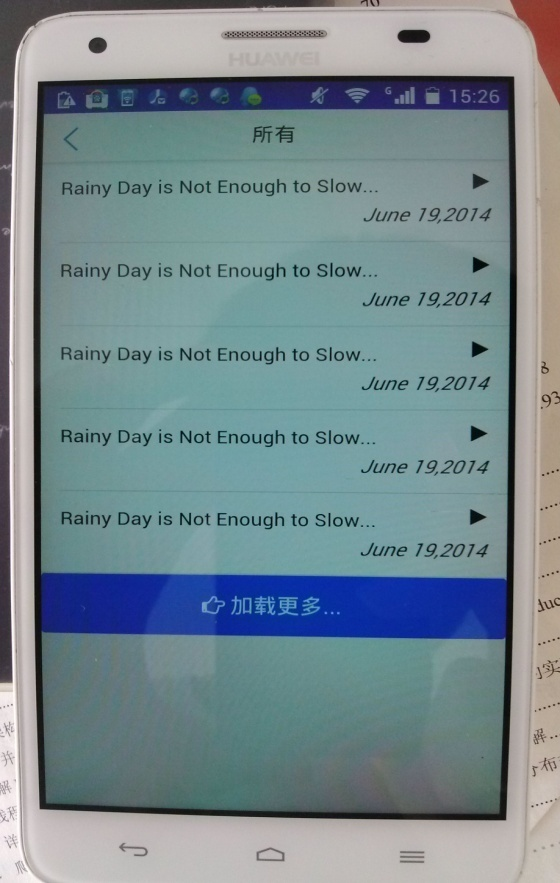 HUAWEI
G 15:26
所有
Rainy Day is Not Enough to Slow...
June 19,2014
Rainy Day is Not Enough to Slow...
June 19,2014
Rainy Day is Not Enough to Slow...
June 19,2014
Rainy Day is Not Enough to Slow...
June 19,2014
Rainy Day is Not Enough to Slow...
June 19,2014
加载更多...